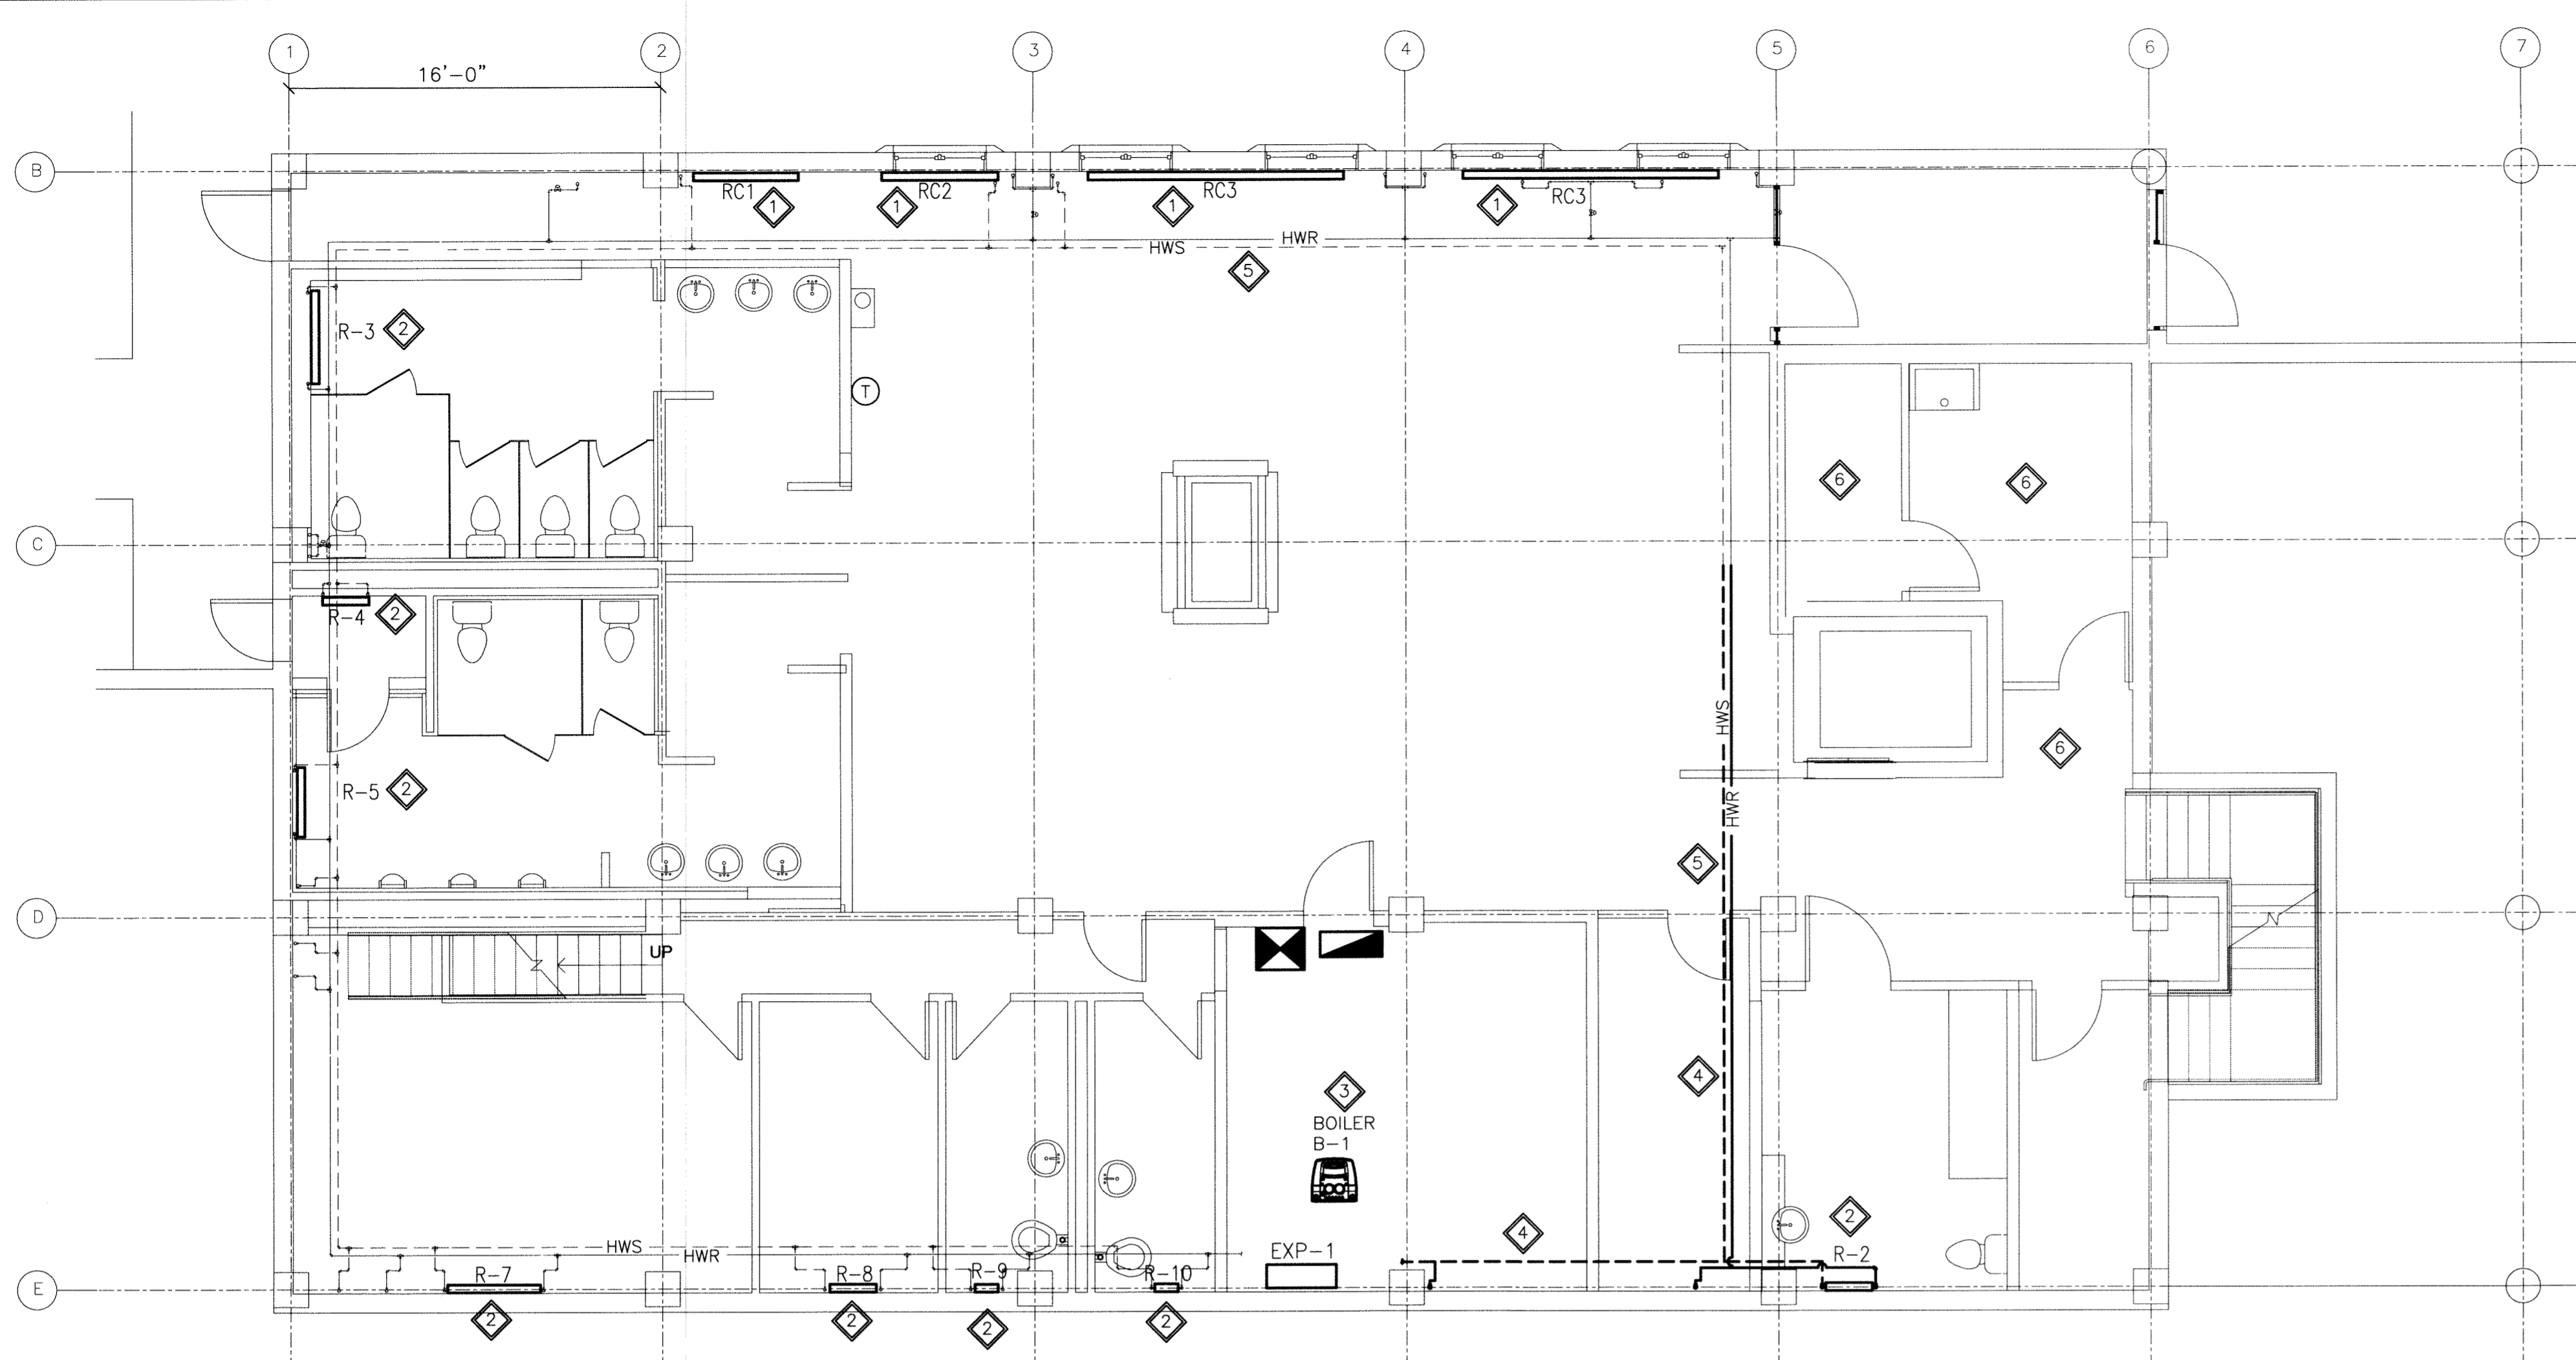 1 2 3 4 5 6 7
16'-0"
B
RC1 RC2 RC3 RC3
1 1 1 1
HWS HWR
5
R-3 2
T
6 6
C
R-4 2
HWS
6
R-5 2
HWR
5
D
UP
4
3
BOILER
B-1
2
4
HWS HWR
EXP-1
R-2
R-7 R-8 R-9 R-10
E
2 2 2 2